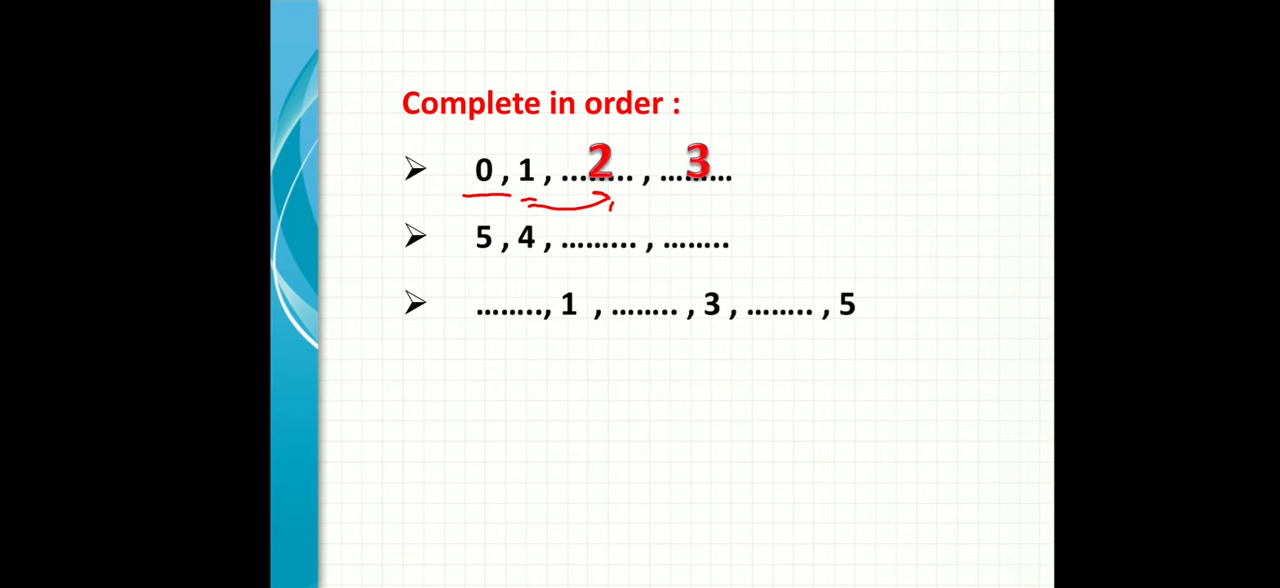 Complete in order :
➢ 0 , 1 , ....2.... , ....3....
➢ 5 , 4 , ......... , ........
➢ ........, 1 , ........ , 3 , ........ , 5